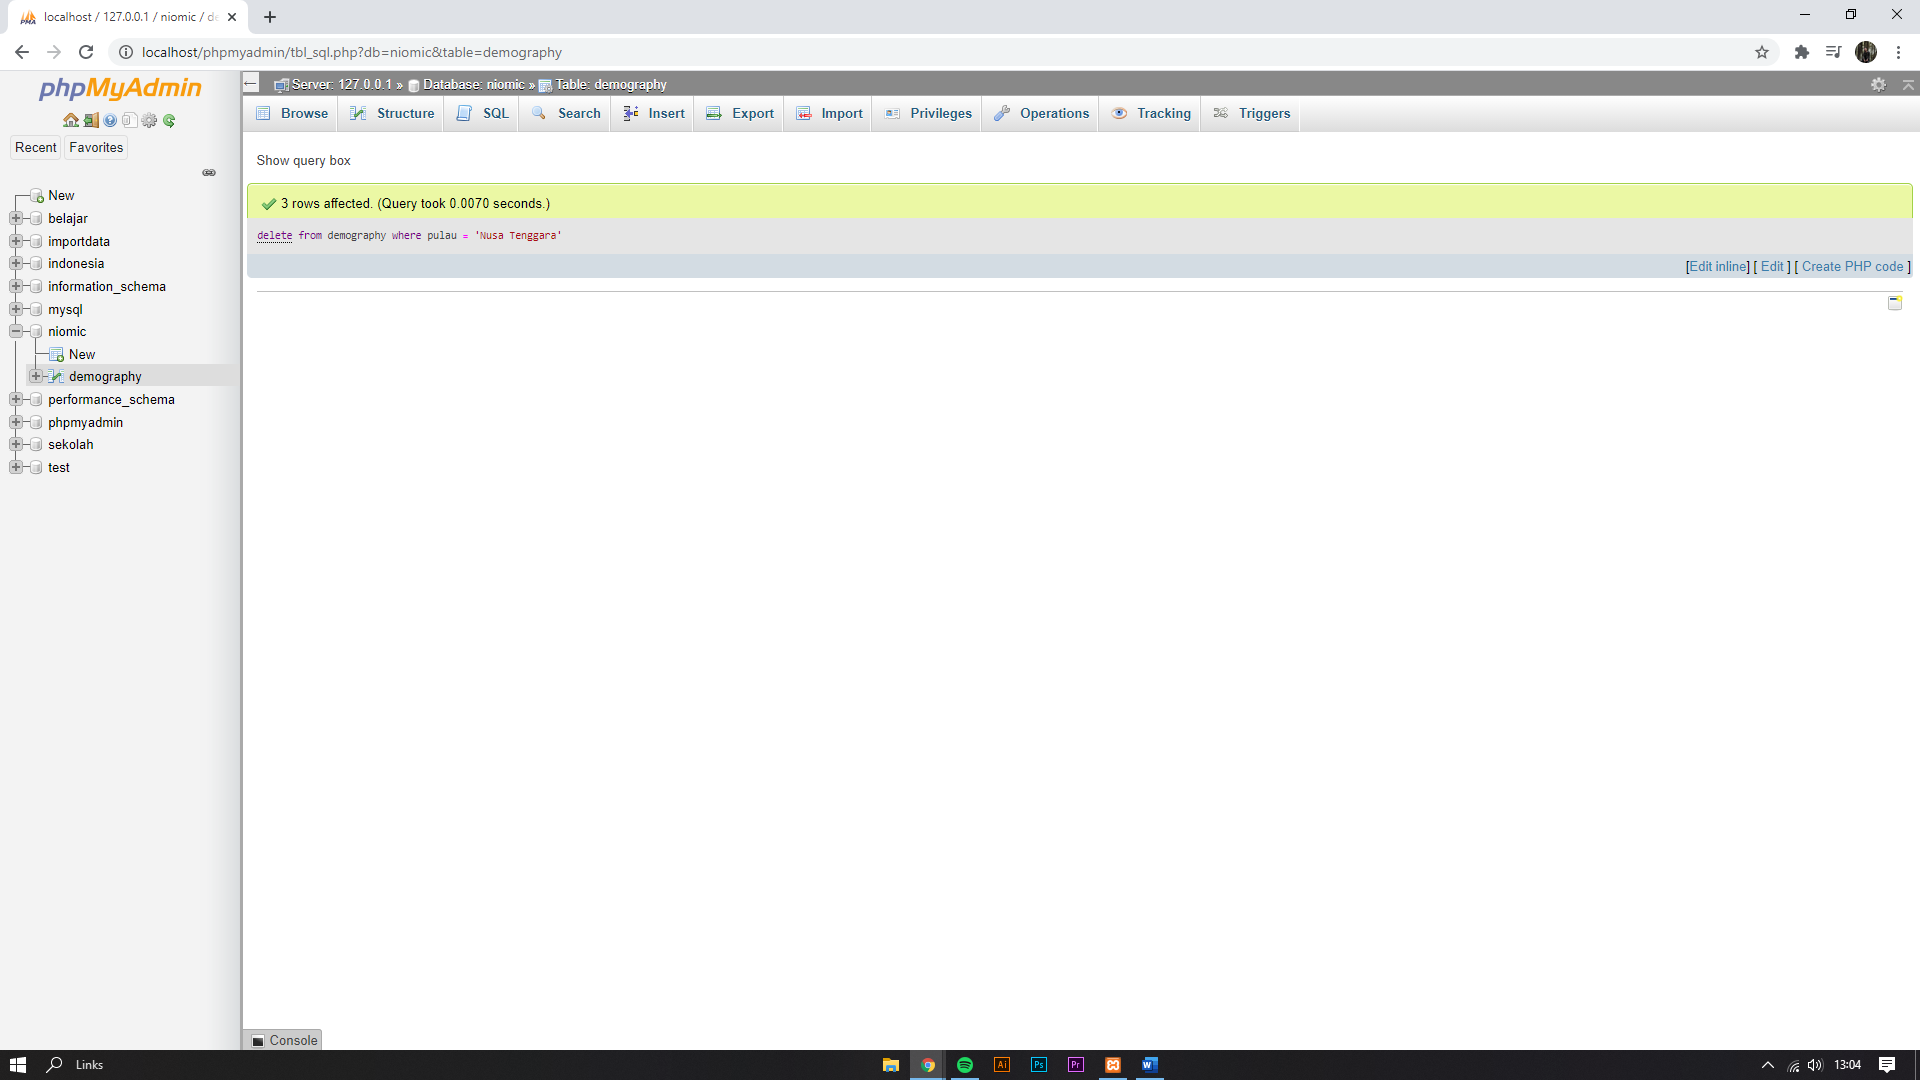 localhost / 127.0.0.1 / niomic / de
localhost/phpmyadmin/tbl_sql.php?db=niomic&table=demography
phpMyAdmin
Recent Favorites
New
belajar
importdata
indonesia
information_schema
mysql
niomic
New
demography
performance_schema
phpmyadmin
sekolah
test
Server: 127.0.0.1 » Database: niomic » Table: demography
Browse Structure SQL Search Insert Export Import Privileges Operations Tracking Triggers
Show query box
3 rows affected. (Query took 0.0070 seconds.)
delete from demography where pulau = 'Nusa Tenggara'
[Edit inline] [ Edit ] [ Create PHP code ]
Console
Links
Ai Ps Pr W
13:04